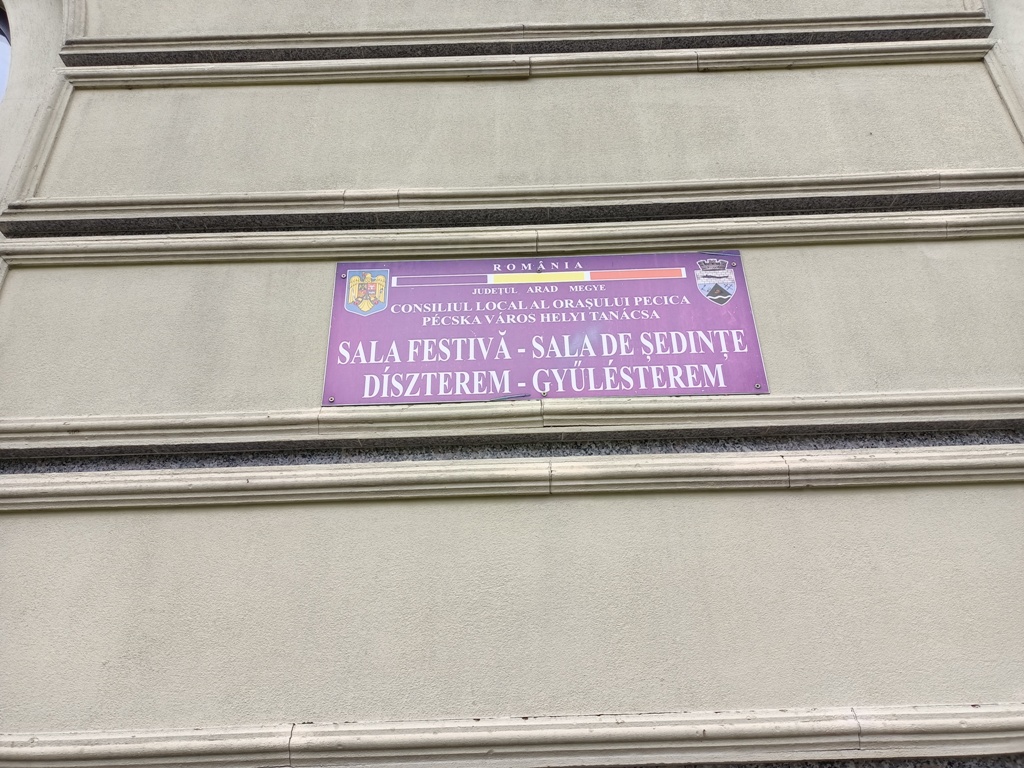 ROMÂNIA
JUDEȚUL ARAD MEGYE
CONSILIUL LOCAL AL ORASULUI PECICA
PÉCSKA VÁROS HELYI TANÁCSA
SALA FESTIVĂ - SALA DE ȘEDINȚE
DÍSZTEREM - GYŰLÉSTEREM